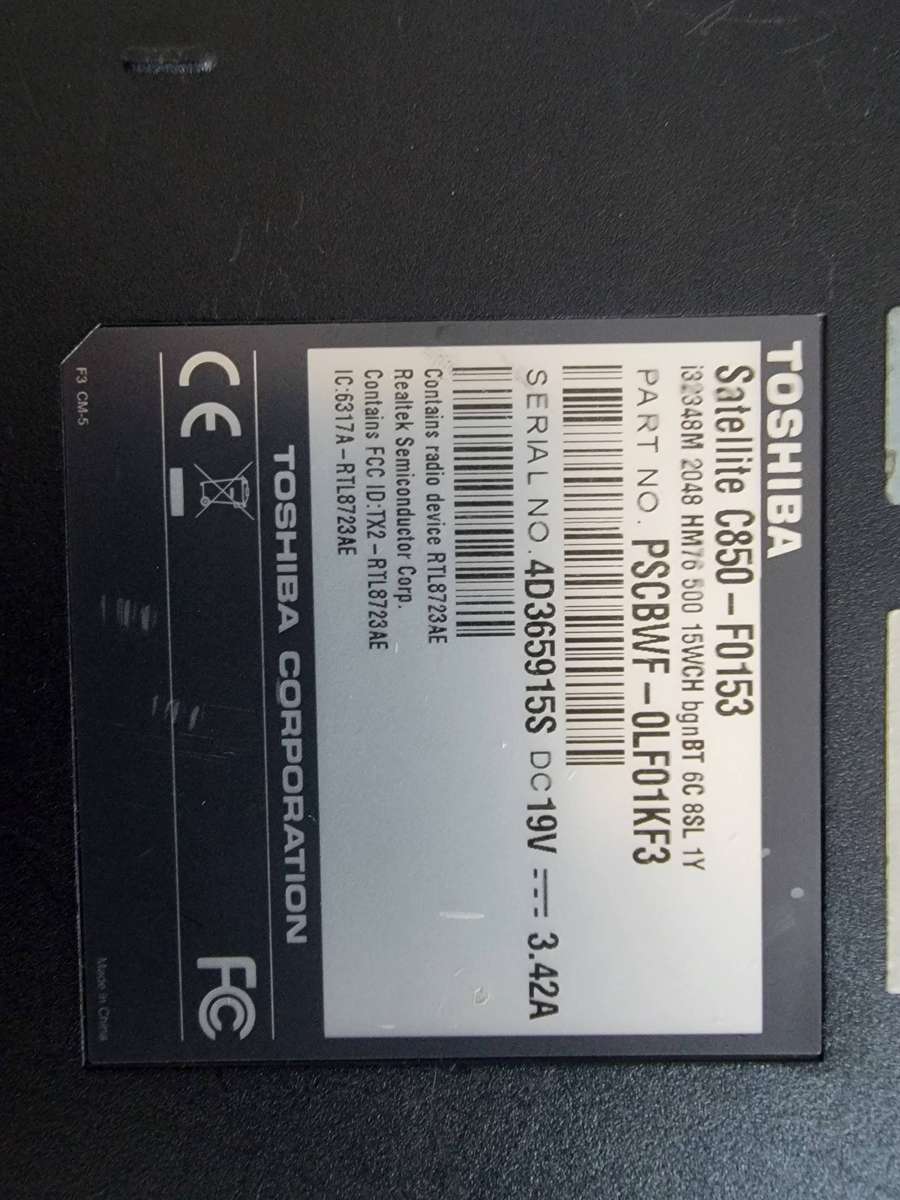 TOSHIBA
Satellite C850-F0153
i32348M 2048 HM76 500 15WCH bgnBT 6C 8SL 1Y
PART NO. PSCBWF-0LF01KF3
SERIAL NO. 4D365915S DC19V 3.42A
Contains radio device RTL8723AE
Realtek Semiconductor Corp.
Contains FCC ID:TX2-RTL8723AE
IC:6317A-RTL8723AE
TOSHIBA CORPORATION
CE FC
F3 CM-5 Made in China